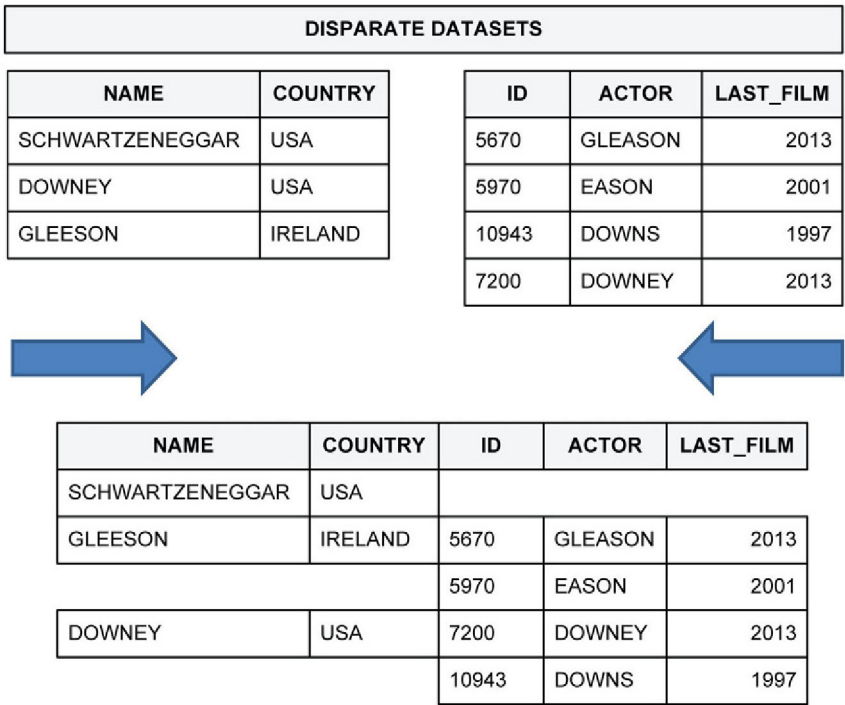 DISPARATE DATASETS
NAME COUNTRY
SCHWARTZENEGGAR USA
DOWNEY USA
GLEESON IRELAND
ID ACTOR LAST_FILM
5670 GLEASON 2013
5970 EASON 2001
10943 DOWNS 1997
7200 DOWNEY 2013
NAME COUNTRY ID ACTOR LAST_FILM
SCHWARTZENEGGAR USA
GLEESON IRELAND 5670 GLEASON 2013
5970 EASON 2001
DOWNEY USA 7200 DOWNEY 2013
10943 DOWNS 1997